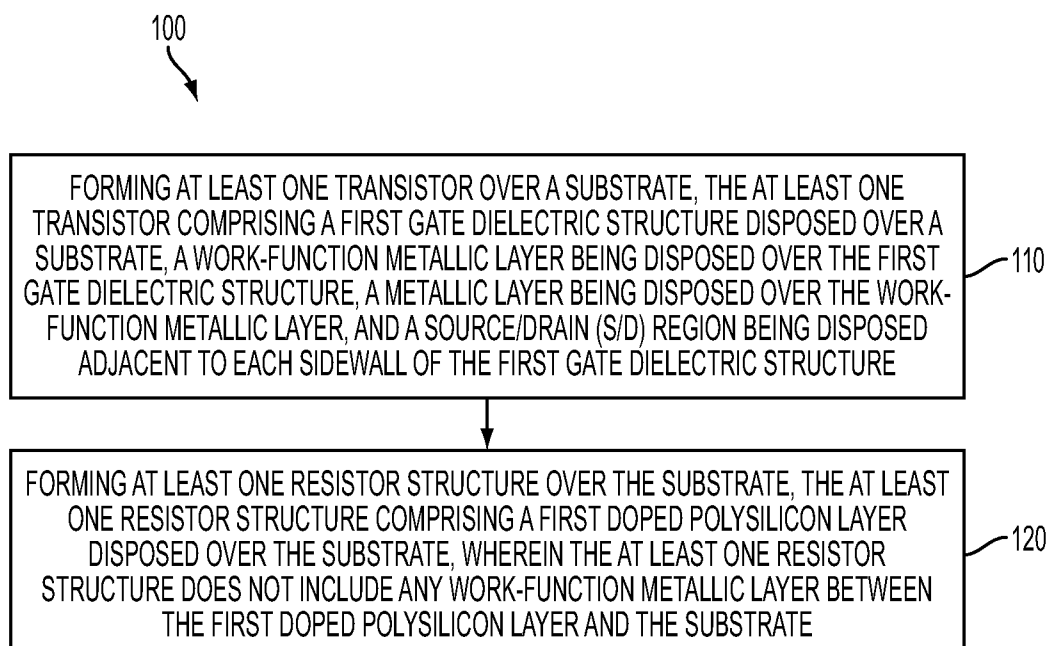 100
FORMING AT LEAST ONE TRANSISTOR OVER A SUBSTRATE, THE AT LEAST ONE
TRANSISTOR COMPRISING A FIRST GATE DIELECTRIC STRUCTURE DISPOSED OVER A
SUBSTRATE, A WORK-FUNCTION METALLIC LAYER BEING DISPOSED OVER THE FIRST
GATE DIELECTRIC STRUCTURE, A METALLIC LAYER BEING DISPOSED OVER THE WORK-
FUNCTION METALLIC LAYER, AND A SOURCE/DRAIN (S/D) REGION BEING DISPOSED
ADJACENT TO EACH SIDEWALL OF THE FIRST GATE DIELECTRIC STRUCTURE
110
FORMING AT LEAST ONE RESISTOR STRUCTURE OVER THE SUBSTRATE, THE AT LEAST
ONE RESISTOR STRUCTURE COMPRISING A FIRST DOPED POLYSILICON LAYER
DISPOSED OVER THE SUBSTRATE, WHEREIN THE AT LEAST ONE RESISTOR
STRUCTURE DOES NOT INCLUDE ANY WORK-FUNCTION METALLIC LAYER BETWEEN
THE FIRST DOPED POLYSILICON LAYER AND THE SUBSTRATE
120